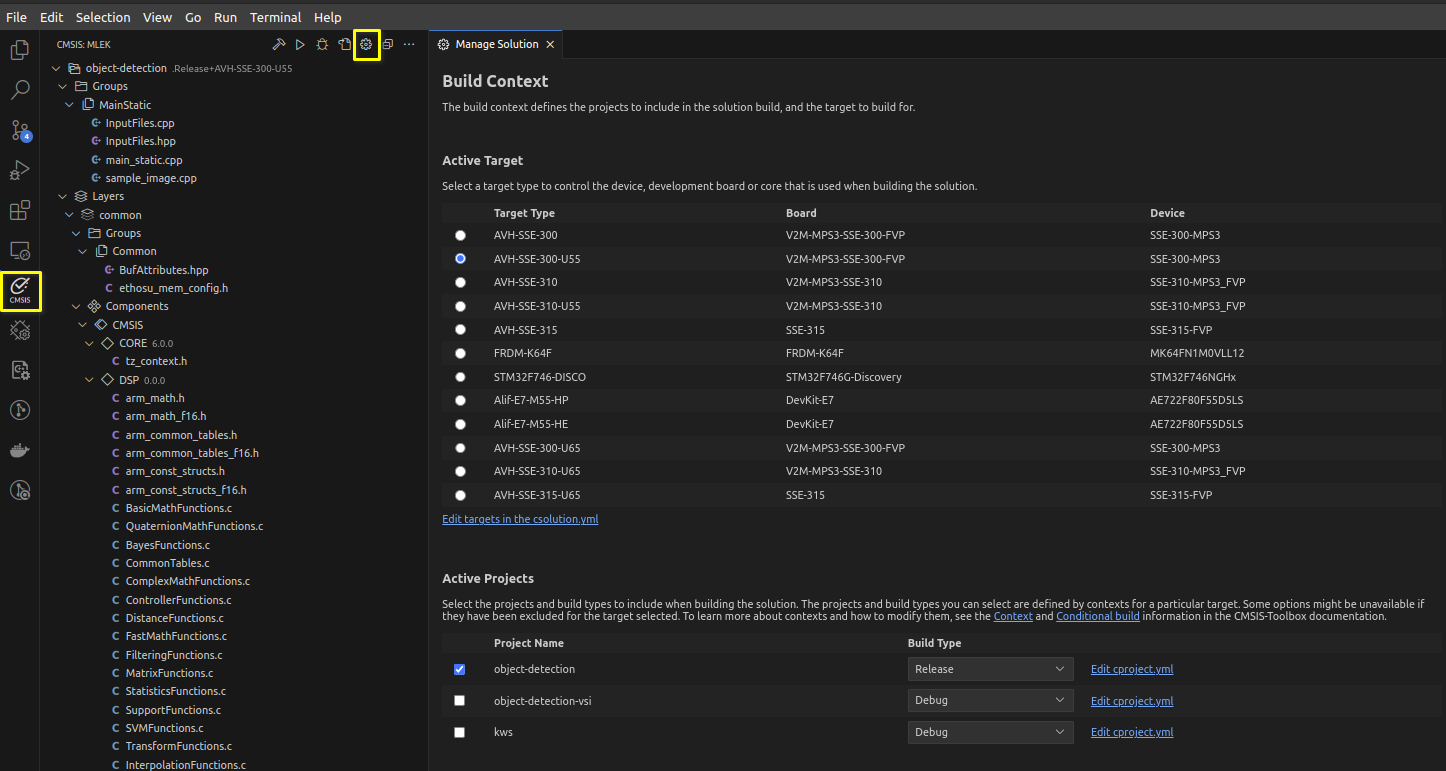 File Edit Selection View Go Run Terminal Help
CMSIS: MLEK
object-detection .Release+AVH-SSE-300-U55
Groups
MainStatic
InputFiles.cpp
InputFiles.hpp
main_static.cpp
sample_image.cpp
Layers
common
Groups
Common
BufAttributes.hpp
C ethosu_mem_config.h
Components
CMSIS
CORE 6.0.0
C tz_context.h
DSP 0.0.0
C arm_math.h
C arm_math_f16.h
C arm_common_tables.h
C arm_common_tables_f16.h
C arm_const_structs.h
C arm_const_structs_f16.h
C BasicMathFunctions.c
C QuaternionMathFunctions.c
C BayesFunctions.c
C CommonTables.c
C ComplexMathFunctions.c
C ControllerFunctions.c
C DistanceFunctions.c
C FastMathFunctions.c
C FilteringFunctions.c
C MatrixFunctions.c
C StatisticsFunctions.c
C SupportFunctions.c
C SVMFunctions.c
C TransformFunctions.c
C InterpolationFunctions.c
4
CMSIS
Manage Solution
Build Context
The build context defines the projects to include in the solution build, and the target to build for.
Active Target
Select a target type to control the device, development board or core that is used when building the solution.
Target Type Board Device
AVH-SSE-300 V2M-MPS3-SSE-300-FVP SSE-300-MPS3
AVH-SSE-300-U55 V2M-MPS3-SSE-300-FVP SSE-300-MPS3
AVH-SSE-310 V2M-MPS3-SSE-310 SSE-310-MPS3_FVP
AVH-SSE-310-U55 V2M-MPS3-SSE-310 SSE-310-MPS3_FVP
AVH-SSE-315 SSE-315 SSE-315-FVP
FRDM-K64F FRDM-K64F MK64FN1M0VLL12
STM32F746-DISCO STM32F746G-Discovery STM32F746NGHx
Alif-E7-M55-HP DevKit-E7 AE722F80F55D5LS
Alif-E7-M55-HE DevKit-E7 AE722F80F55D5LS
AVH-SSE-300-U65 V2M-MPS3-SSE-300-FVP SSE-300-MPS3
AVH-SSE-310-U65 V2M-MPS3-SSE-310 SSE-310-MPS3_FVP
AVH-SSE-315-U65 SSE-315 SSE-315-FVP
Edit targets in the csolution.yml
Active Projects
Select the projects and build types to include when building the solution. The projects and build types you can select are defined by contexts for a particular target. Some options might be unavailable if
they have been excluded for the target selected. To learn more about contexts and how to modify them, see the Context and Conditional build information in the CMSIS-Toolbox documentation.
Project Name Build Type
object-detection Release Edit cproject.yml
object-detection-vsi Debug Edit cproject.yml
kws Debug Edit cproject.yml